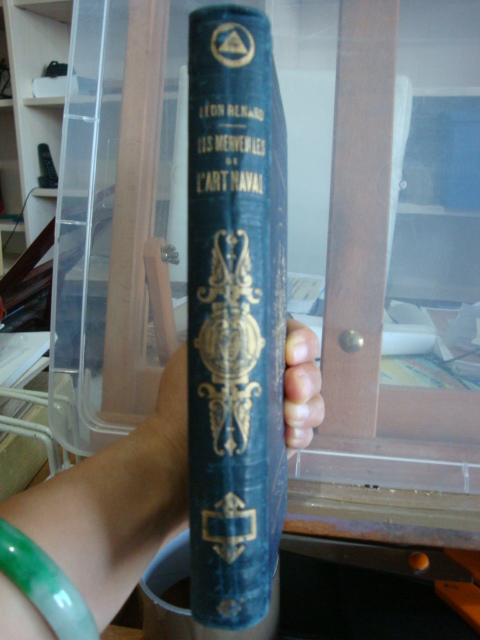 LÉON RENARD
LES MERVEILLES
DE
L'ART NAVAL